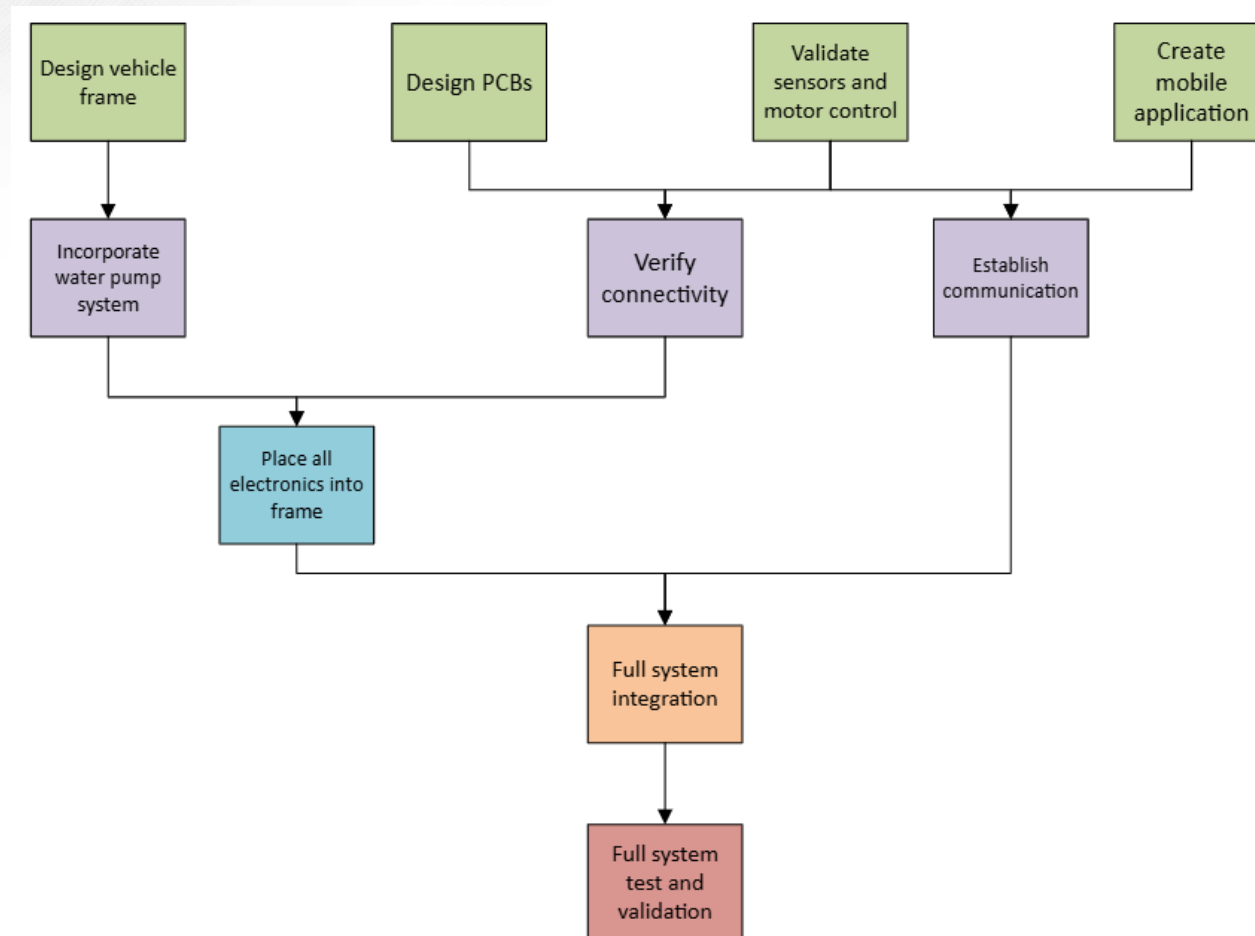 Design vehicle
frame
Design PCBs
Validate
sensors and
motor control
Create
mobile
application
Incorporate
water pump
system
Verify
connectivity
Establish
communication
Place all
electronics into
frame
Full system
integration
Full system
test and
validation